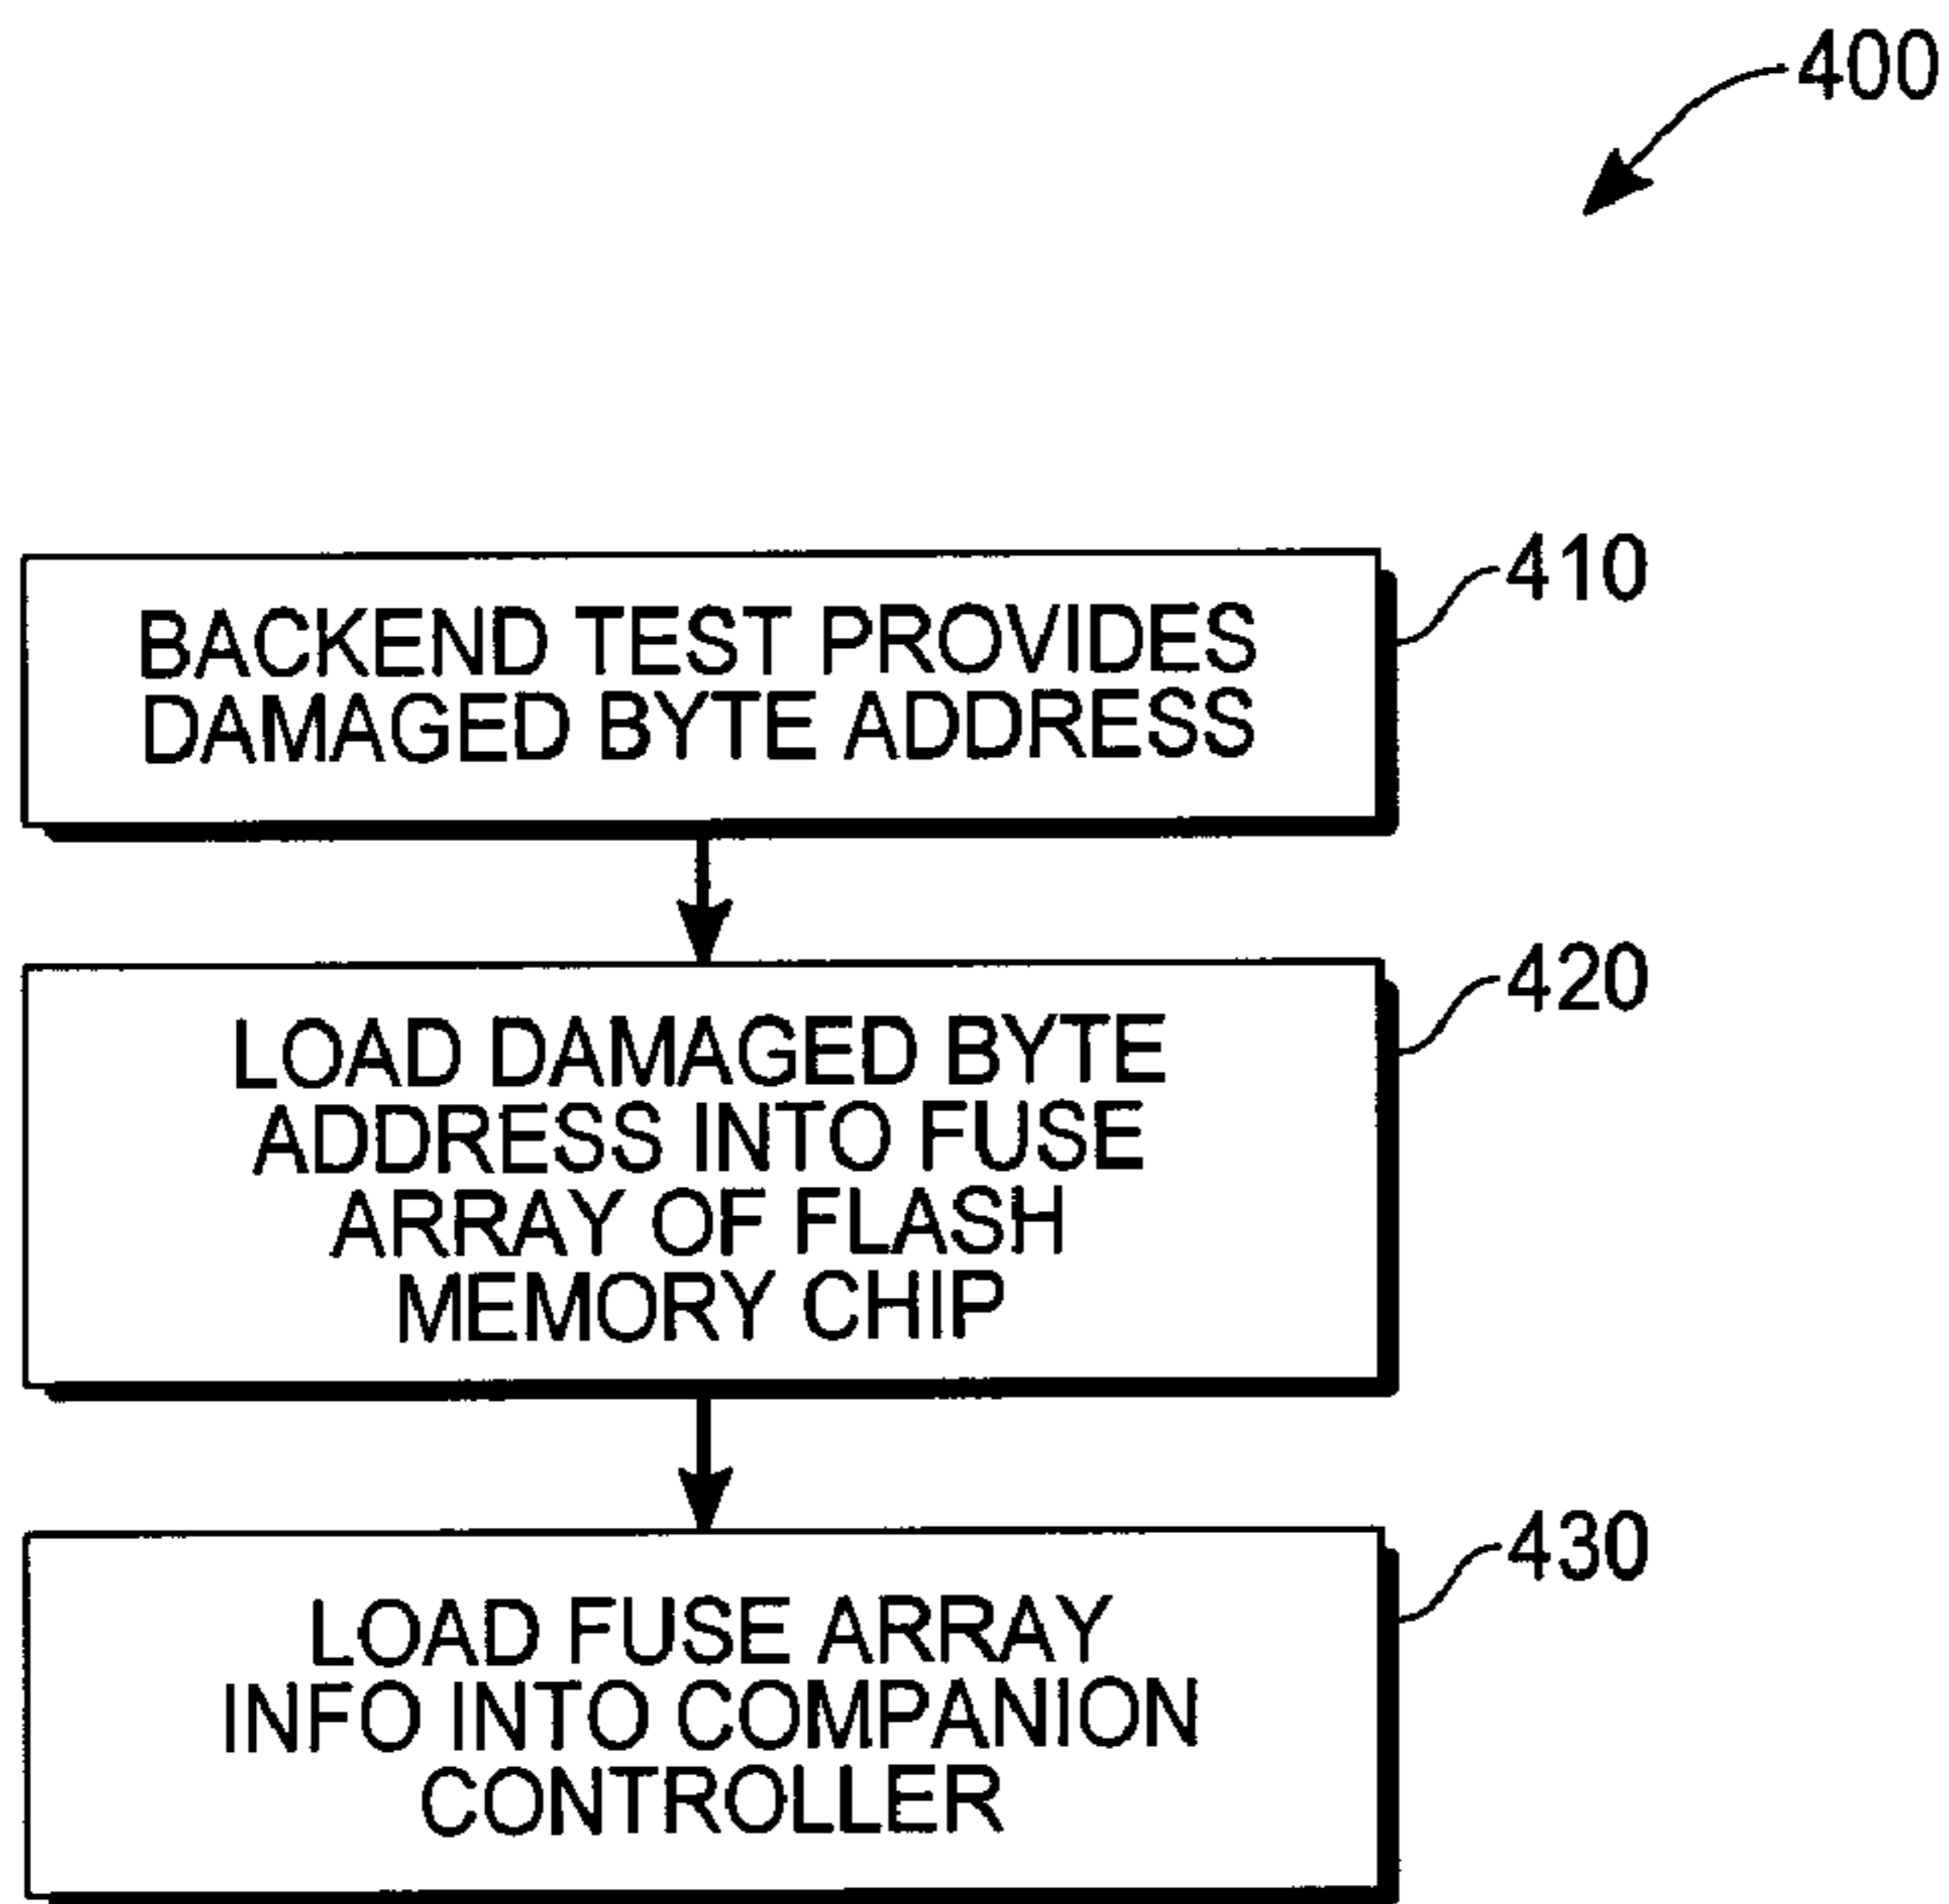 400
BACKEND TEST PROVIDES
DAMAGED BYTE ADDRESS
410
LOAD DAMAGED BYTE
ADDRESS INTO FUSE
ARRAY OF FLASH
MEMORY CHIP
420
LOAD FUSE ARRAY
INFO INTO COMPANION
CONTROLLER
430